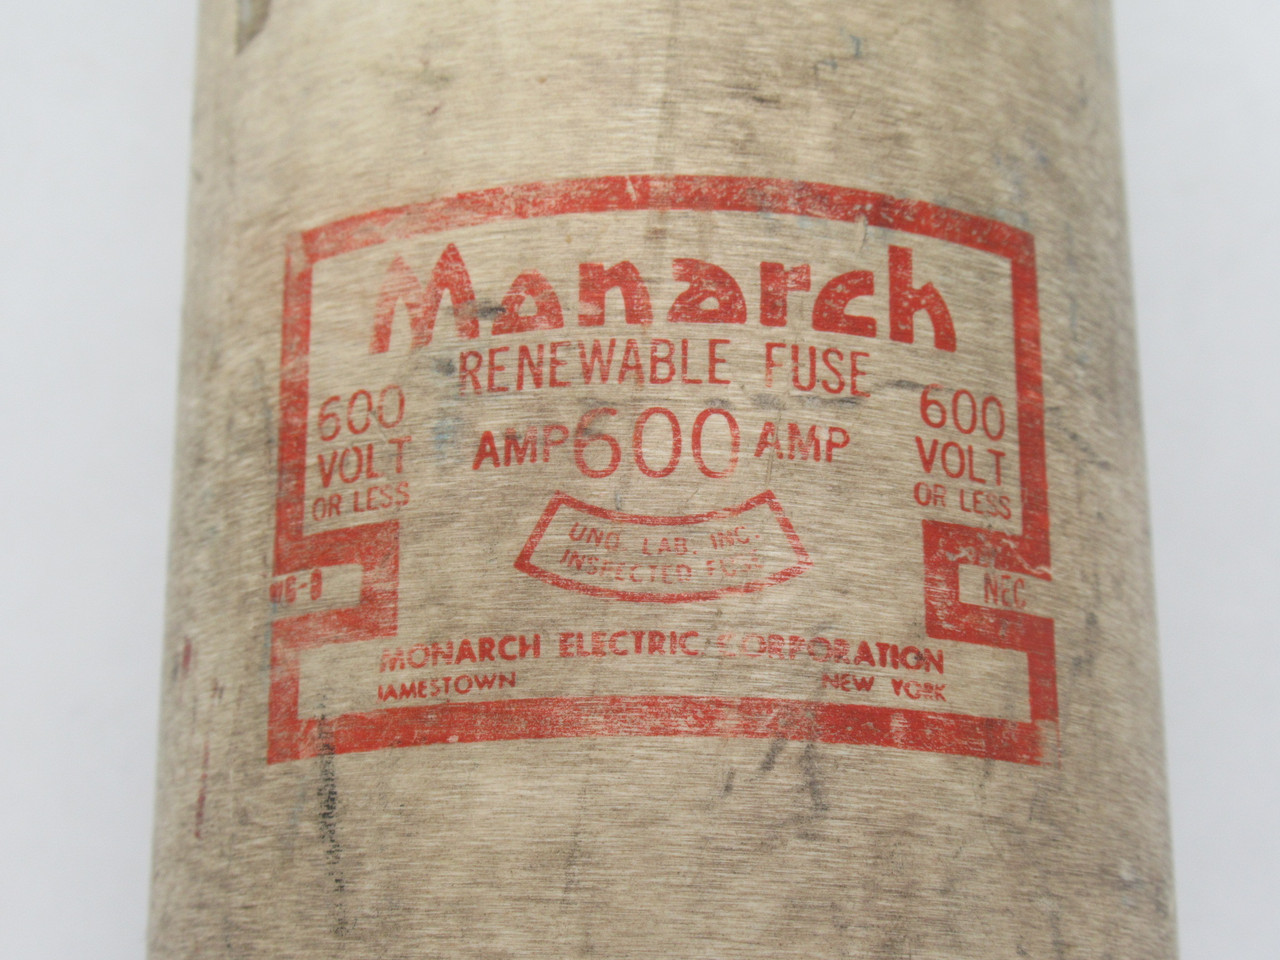 Monarch
RENEWABLE FUSE
600 VOLT OR LESS
AMP 600 AMP
600 VOLT OR LESS
UND. LAB. INC.
INSPECTED FUSE
NEC
MONARCH ELECTRIC CORPORATION
JAMESTOWN NEW YORK